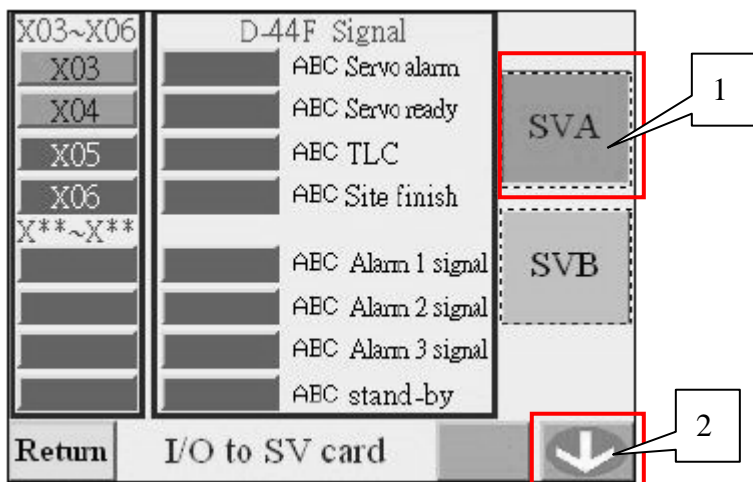 X03~X06 D-44F Signal
X03 ABC Servo alarm
X04 ABC Servo ready
X05 ABC TLC
X06 ABC Site finish
X**~X**
ABC Alarm 1 signal
ABC Alarm 2 signal
ABC Alarm 3 signal
ABC stand-by
SVA
SVB
1
Return I/O to SV card
2